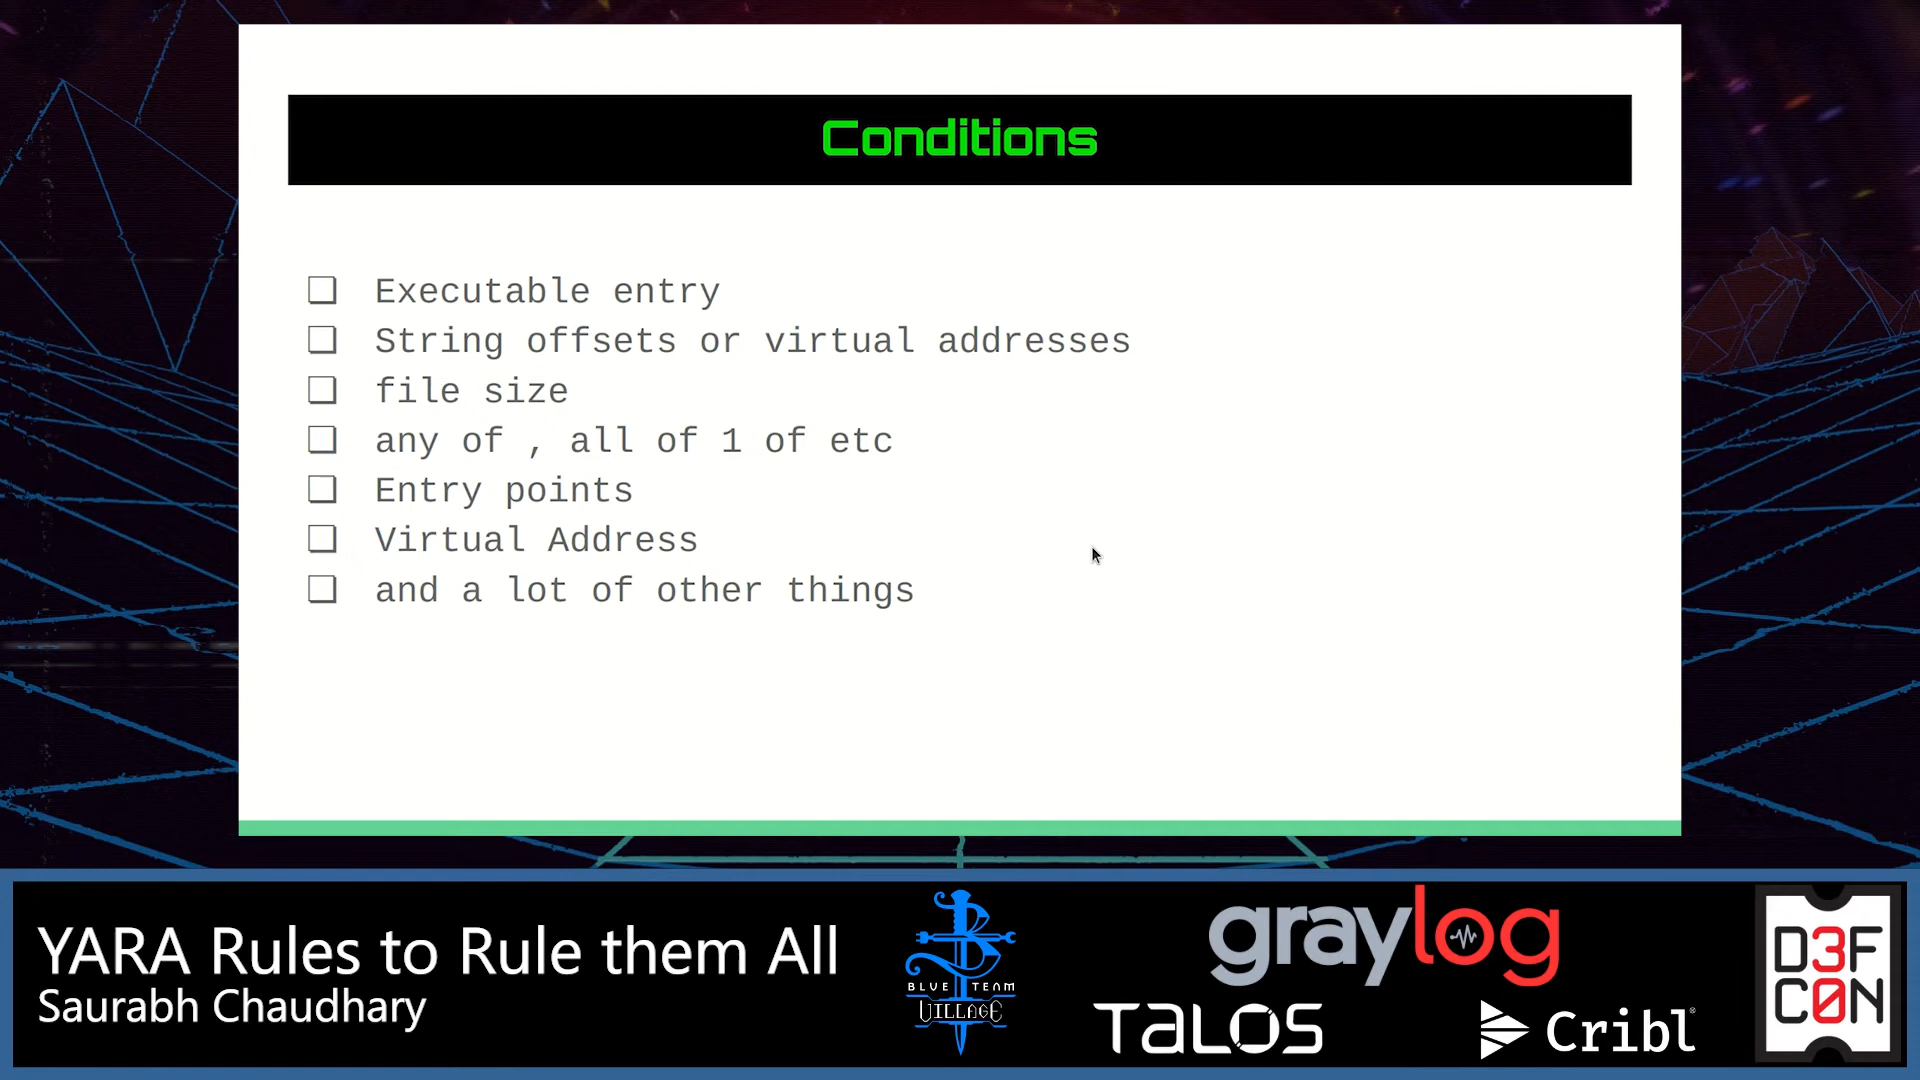 Conditions
❏ Executable entry
❏ String offsets or virtual addresses
❏ file size
❏ any of , all of 1 of etc
❏ Entry points
❏ Virtual Address
❏ and a lot of other things
YARA Rules to Rule them All
Saurabh Chaudhary
BLUE TEAM
VILLAGE
graylog
TALOS
Cribl®
D3F
C0N